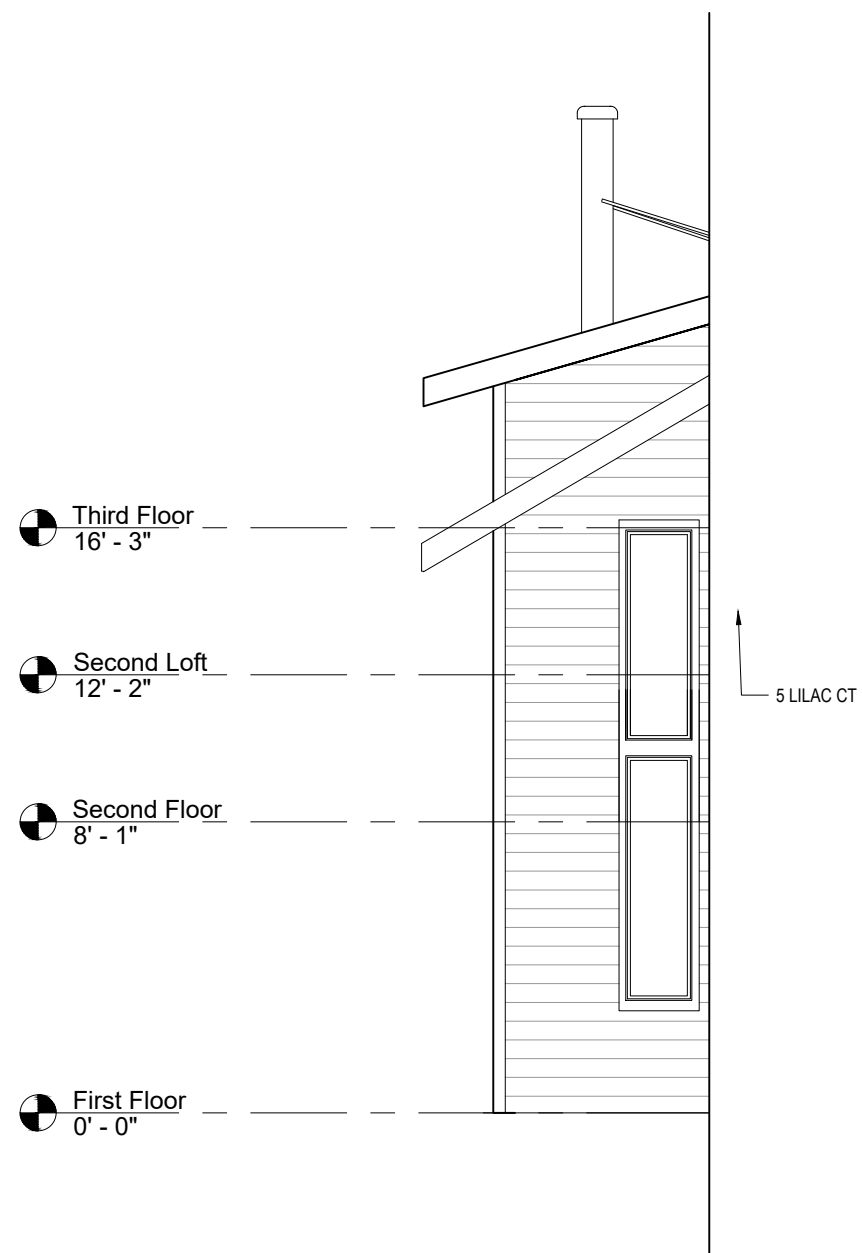 Third Floor
16' - 3"
Second Loft
12' - 2"
5 LILAC CT
Second Floor
8' - 1"
First Floor
0' - 0"